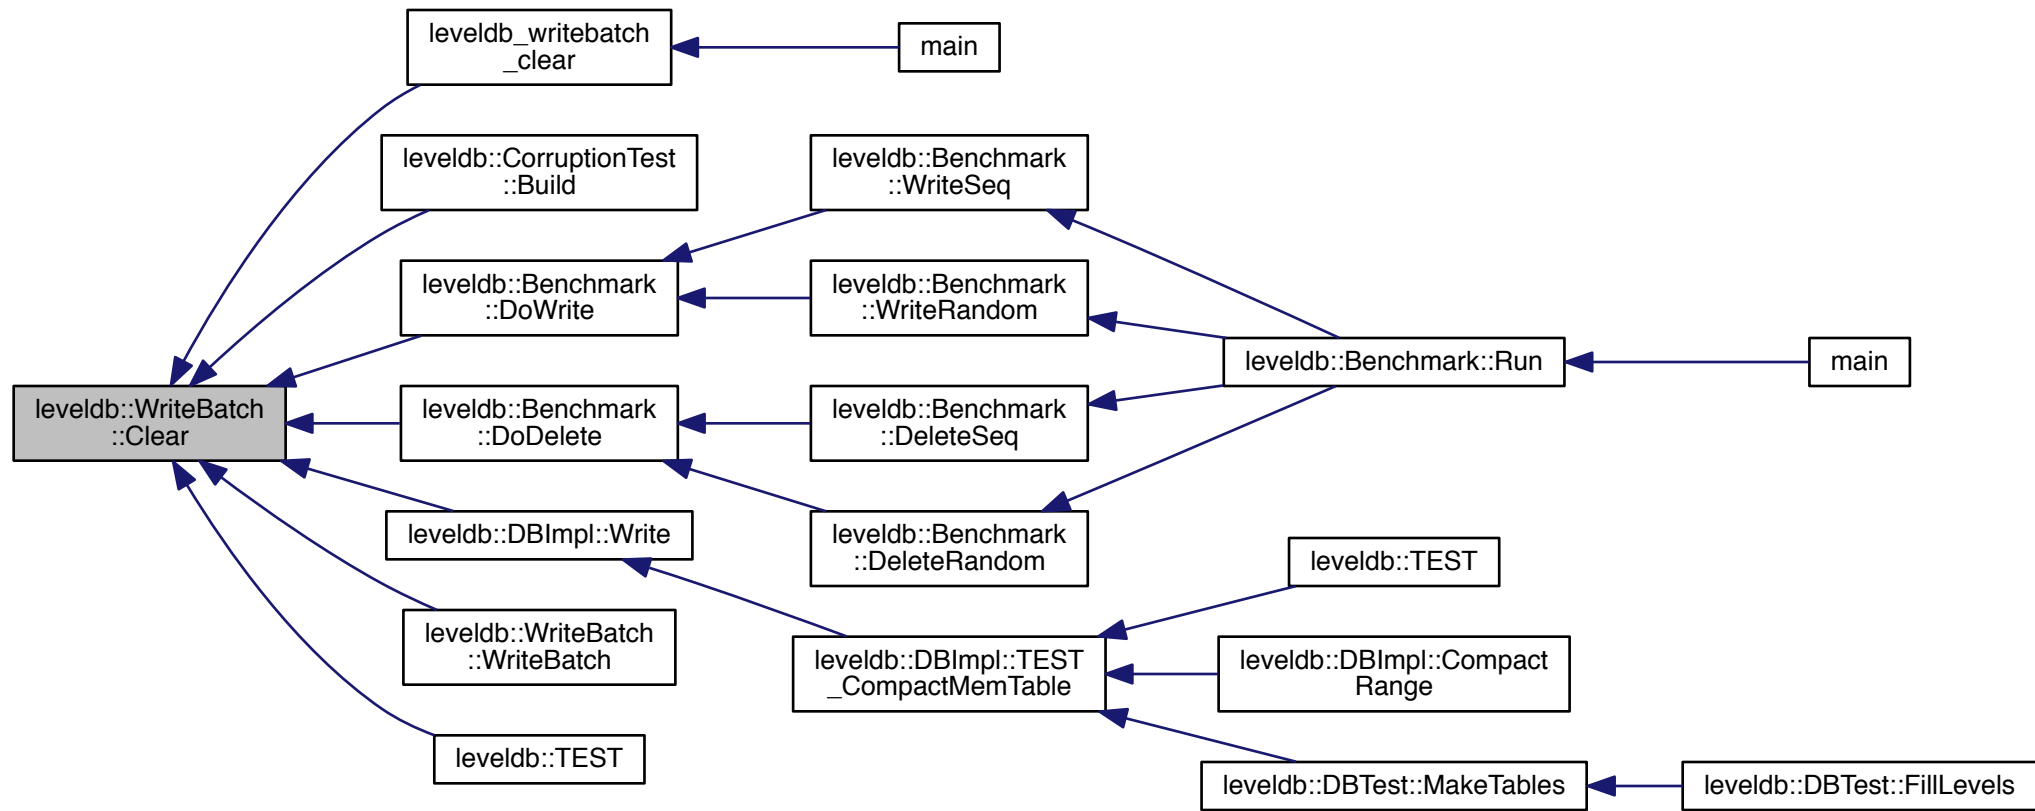 leveldb_writebatch
_clear
main
leveldb::CorruptionTest
::Build
leveldb::Benchmark
::WriteSeq
leveldb::Benchmark
::DoWrite
leveldb::Benchmark
::WriteRandom
leveldb::Benchmark::Run
main
leveldb::WriteBatch
::Clear
leveldb::Benchmark
::DoDelete
leveldb::Benchmark
::DeleteSeq
leveldb::DBImpl::Write
leveldb::Benchmark
::DeleteRandom
leveldb::TEST
leveldb::WriteBatch
::WriteBatch
leveldb::DBImpl::TEST
_CompactMemTable
leveldb::DBImpl::Compact
Range
leveldb::TEST
leveldb::DBTest::MakeTables
leveldb::DBTest::FillLevels